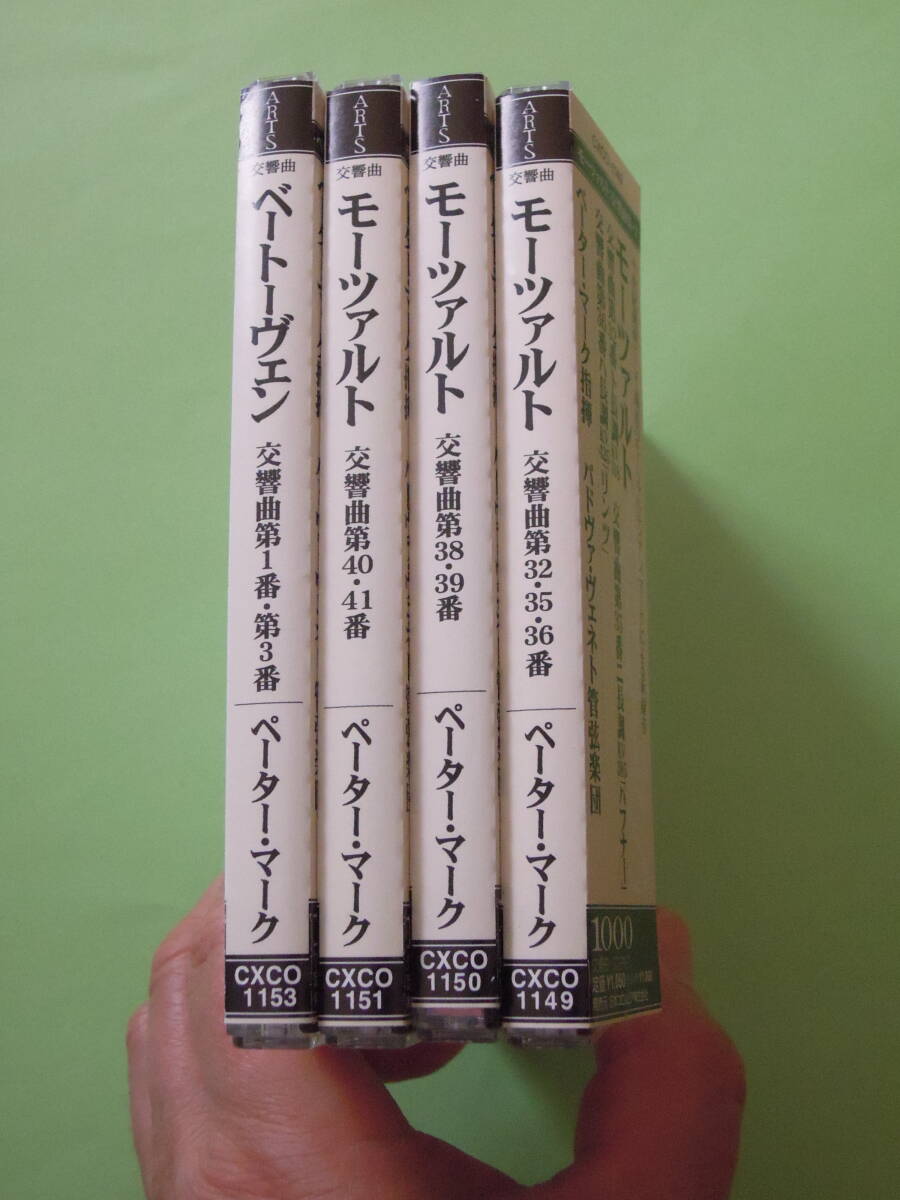 ARTS
交響曲
ベートーヴェン
交響曲第1番・第3番
ペーター・マーク
CXCO
1153
ARTS
交響曲
モーツァルト
交響曲第40・41番
ペーター・マーク
CXCO
1151
ARTS
交響曲
モーツァルト
交響曲第38・39番
ペーター・マーク
CXCO
1150
ARTS
交響曲
モーツァルト
交響曲第32・35・36番
ペーター・マーク
CXCO
1149
モーツァルト
ペーター・マーク指揮 パドヴァ・ヴェネト管弦楽団
1000
定価¥1,050